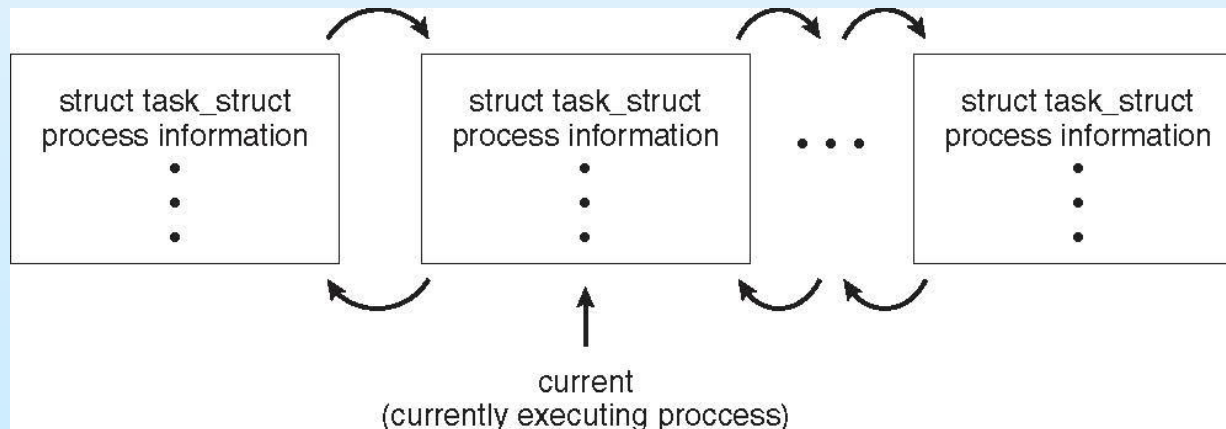 struct task_struct
process information
struct task_struct
process information
• • •
struct task_struct
process information
current
(currently executing proccess)